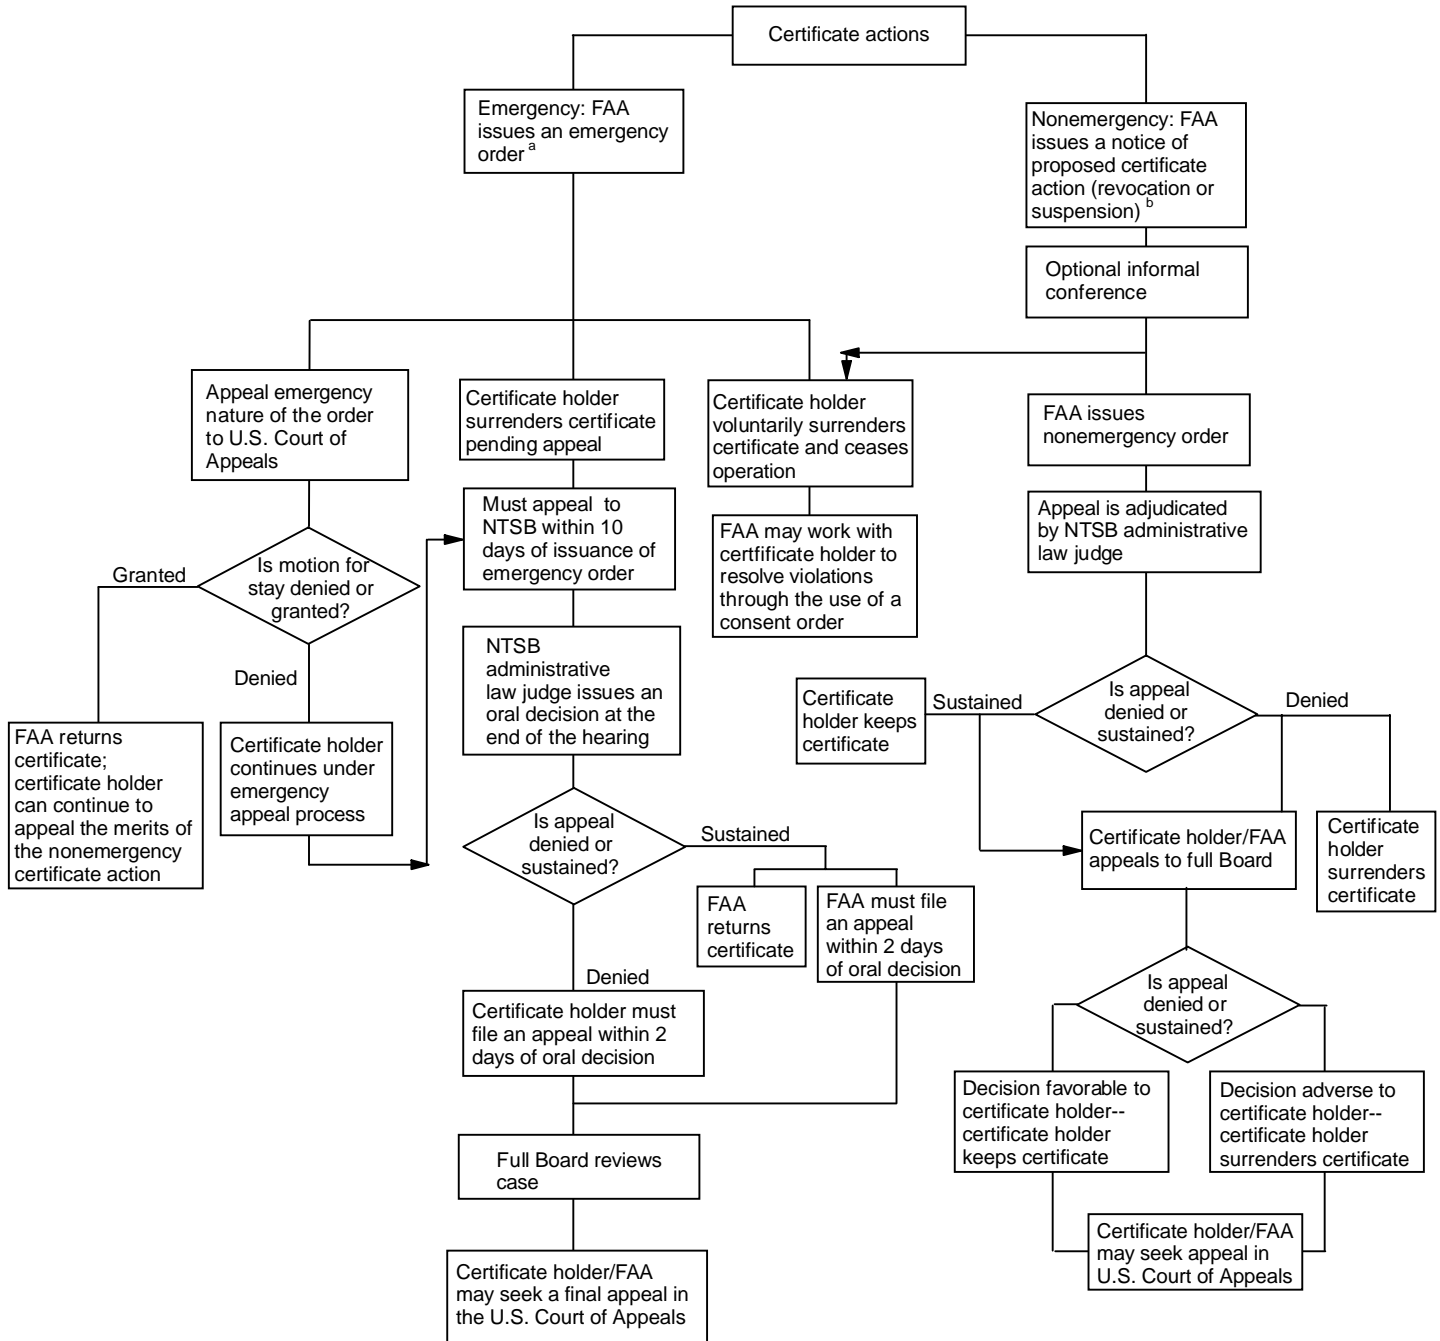 Certificate actions
Emergency: FAA
issues an emergency
order a
Nonemergency: FAA
issues a notice of
proposed certificate
action (revocation or
suspension) b
Optional informal
conference
Appeal emergency
nature of the order
to U.S. Court of
Appeals
Certificate holder
surrenders certificate
pending appeal
Certificate holder
voluntarily surrenders
certificate and ceases
operation
FAA issues
nonemergency order
Must appeal to
NTSB within 10
days of issuance of
emergency order
FAA may work with
certfificate holder to
resolve violations
through the use of a
consent order
Appeal is adjudicated
by NTSB administrative
law judge
Is motion for
stay denied or
granted?
Granted
Denied
NTSB
administrative
law judge issues an
oral decision at the
end of the hearing
Certificate
holder keeps
certificate
Sustained
Is appeal
denied or
sustained?
Denied
FAA returns
certificate;
certificate holder
can continue to
appeal the merits of
the nonemergency
certificate action
Certificate holder
continues under
emergency
appeal process
Is appeal
denied or
sustained?
Sustained
Certificate holder/FAA
appeals to full Board
Certificate
holder
surrenders
certificate
FAA
returns
certificate
FAA must file
an appeal
within 2 days
of oral decision
Denied
Certificate holder must
file an appeal within 2
days of oral decision
Is appeal
denied or
sustained?
Decision favorable to
certificate holder--
certificate holder
keeps certificate
Decision adverse to
certificate holder--
certificate holder
surrenders certificate
Full Board reviews
case
Certificate holder/FAA
may seek appeal in
U.S. Court of Appeals
Certificate holder/FAA
may seek a final appeal in
the U.S. Court of Appeals